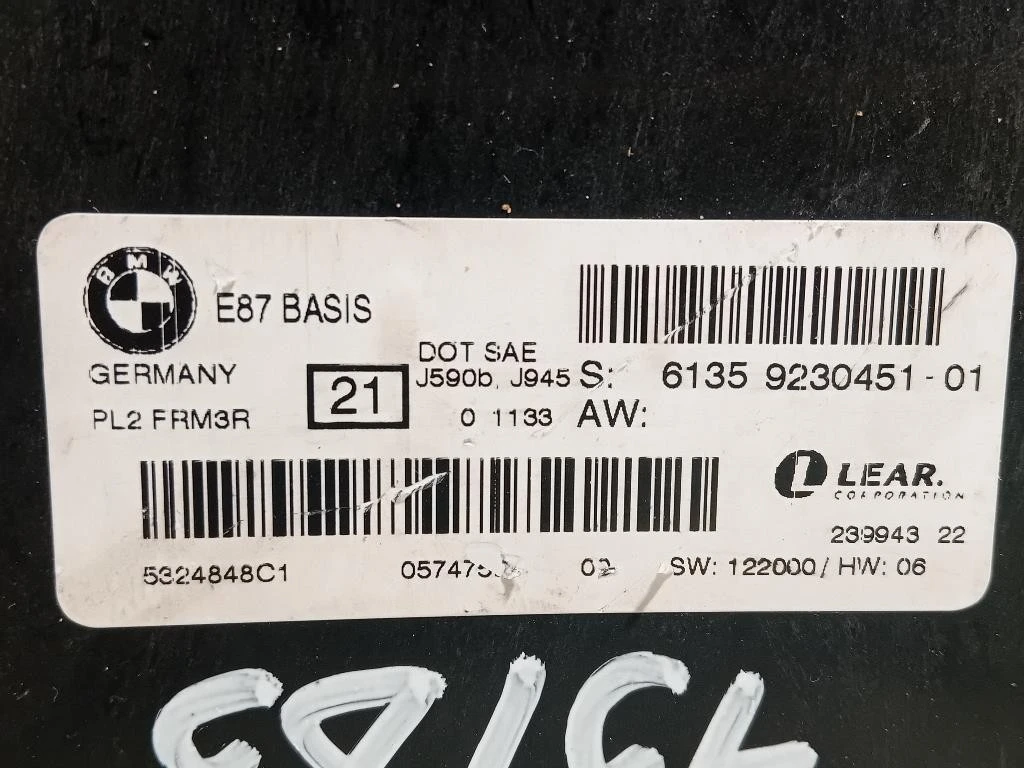 BMW
E87 BASIS
GERMANY
PL2 FRM3R
21
DOT SAE
J590b, J945
0 1133
S: 6135 9230451-01
AW:
LEAR.
CORPORATION
239943 22
5324848C1
02
SW: 122000/ HW: 06